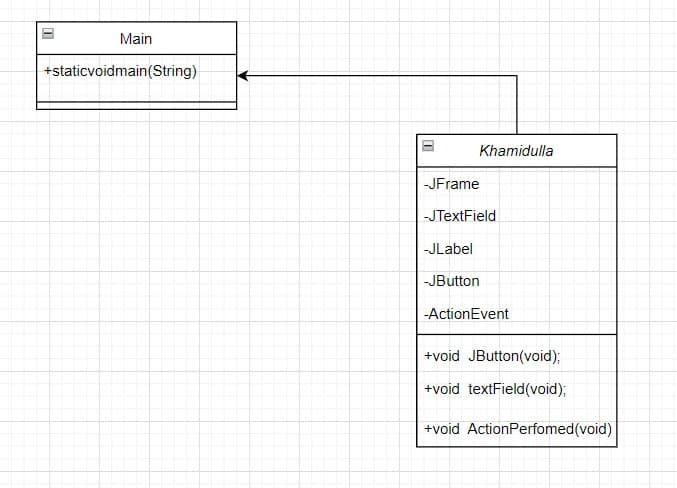 Main
+staticvoidmain(String)
Khamidulla
-JFrame
-JTextField
-JLabel
-JButton
-ActionEvent
+void JButton(void);
+void textField(void);
+void ActionPerfomed(void)